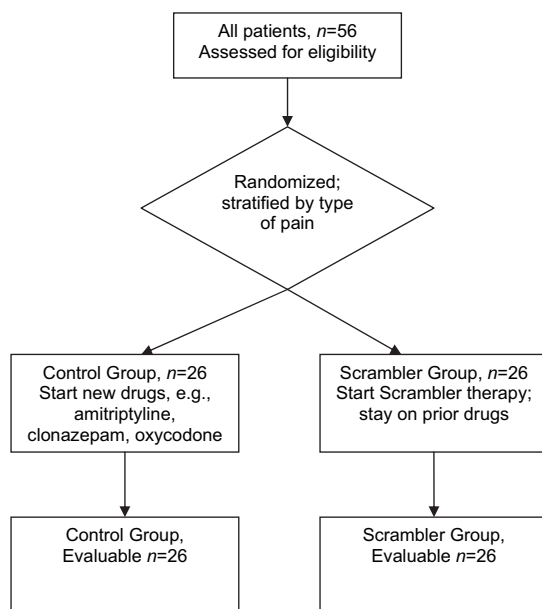 All patients, n=56
Assessed for eligibility
Randomized;
stratified by type
of pain
Control Group, n=26
Start new drugs, e.g.,
amitriptyline,
clonazepam, oxycodone
Scrambler Group, n=26
Start Scrambler therapy;
stay on prior drugs
Control Group,
Evaluable n=26
Scrambler Group,
Evaluable n=26